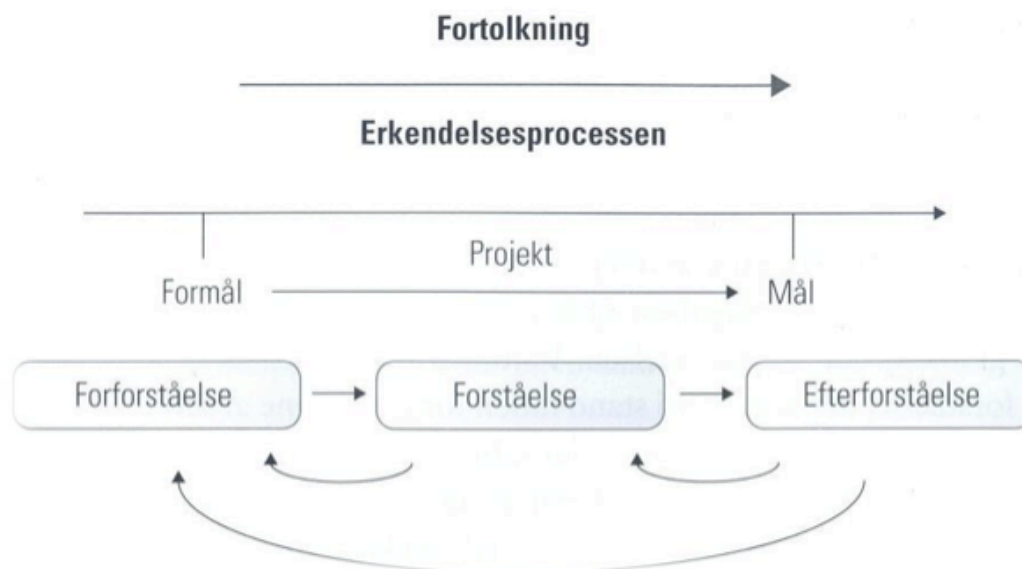 Fortolkning
Erkendelsesprocessen
Projekt
Formål
Mål
Forforståelse
Forståelse
Efterforståelse